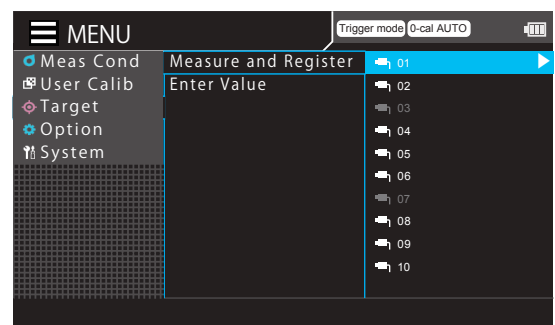 MENU
Trigger mode 0-cal AUTO
Meas Cond
User Calib
Target
Option
System
Measure and Register
Enter Value
01
02
03
04
05
06
07
08
09
10